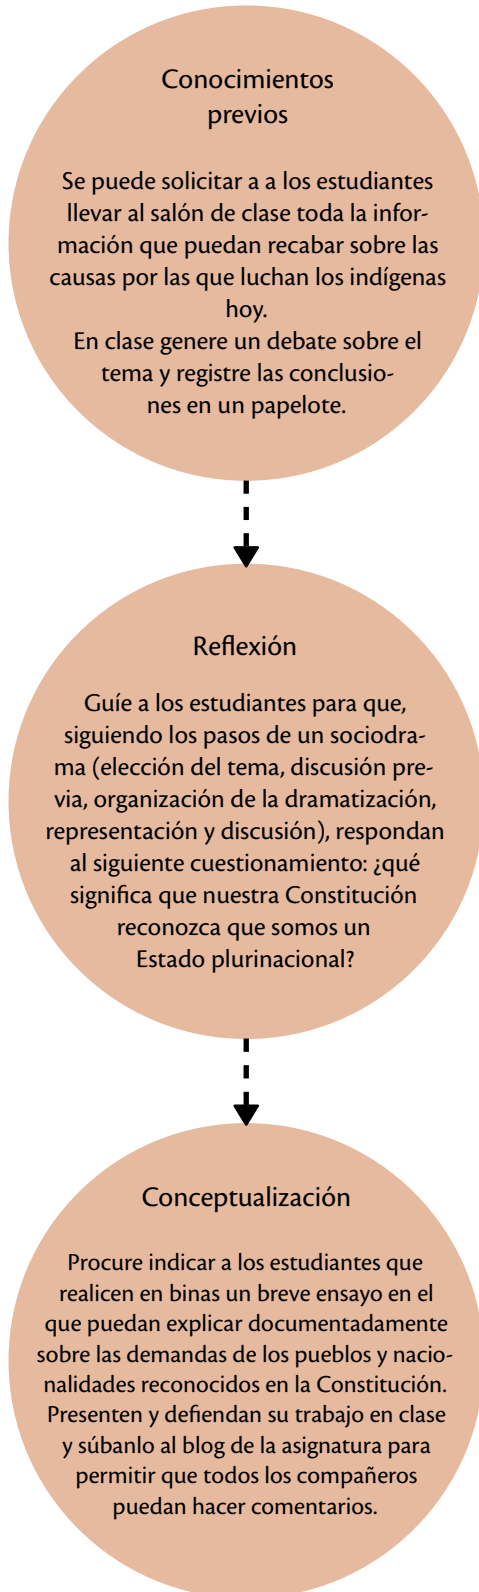 Conocimientos
previos
Se puede solicitar a a los estudiantes
llevar al salón de clase toda la infor-
mación que puedan recabar sobre las
causas por las que luchan los indígenas
hoy.
En clase genere un debate sobre el
tema y registre las conclusio-
nes en un papelote.
Reflexión
Guíe a los estudiantes para que,
siguiendo los pasos de un sociodra-
ma (elección del tema, discusión pre-
via, organización de la dramatización,
representación y discusión), respondan
al siguiente cuestionamiento: ¿qué
significa que nuestra Constitución
reconozca que somos un
Estado plurinacional?
Conceptualización
Procure indicar a los estudiantes que
realicen en binas un breve ensayo en el
que puedan explicar documentadamente
sobre las demandas de los pueblos y nacio-
nalidades reconocidos en la Constitución.
Presenten y defiendan su trabajo en clase
y súbanlo al blog de la asignatura para
permitir que todos los compañeros
puedan hacer comentarios.